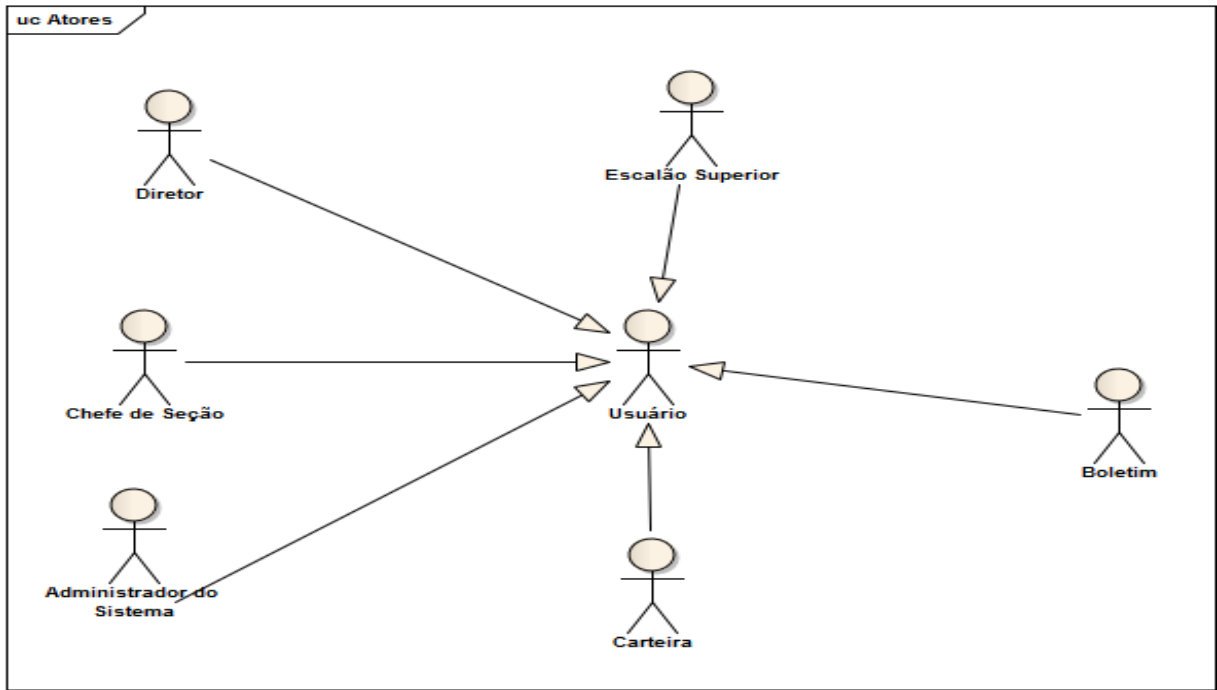 uc Atores
Diretor
Escalão Superior
Chefe de Seção
Usuário
Boletim
Administrador do
Sistema
Carteira